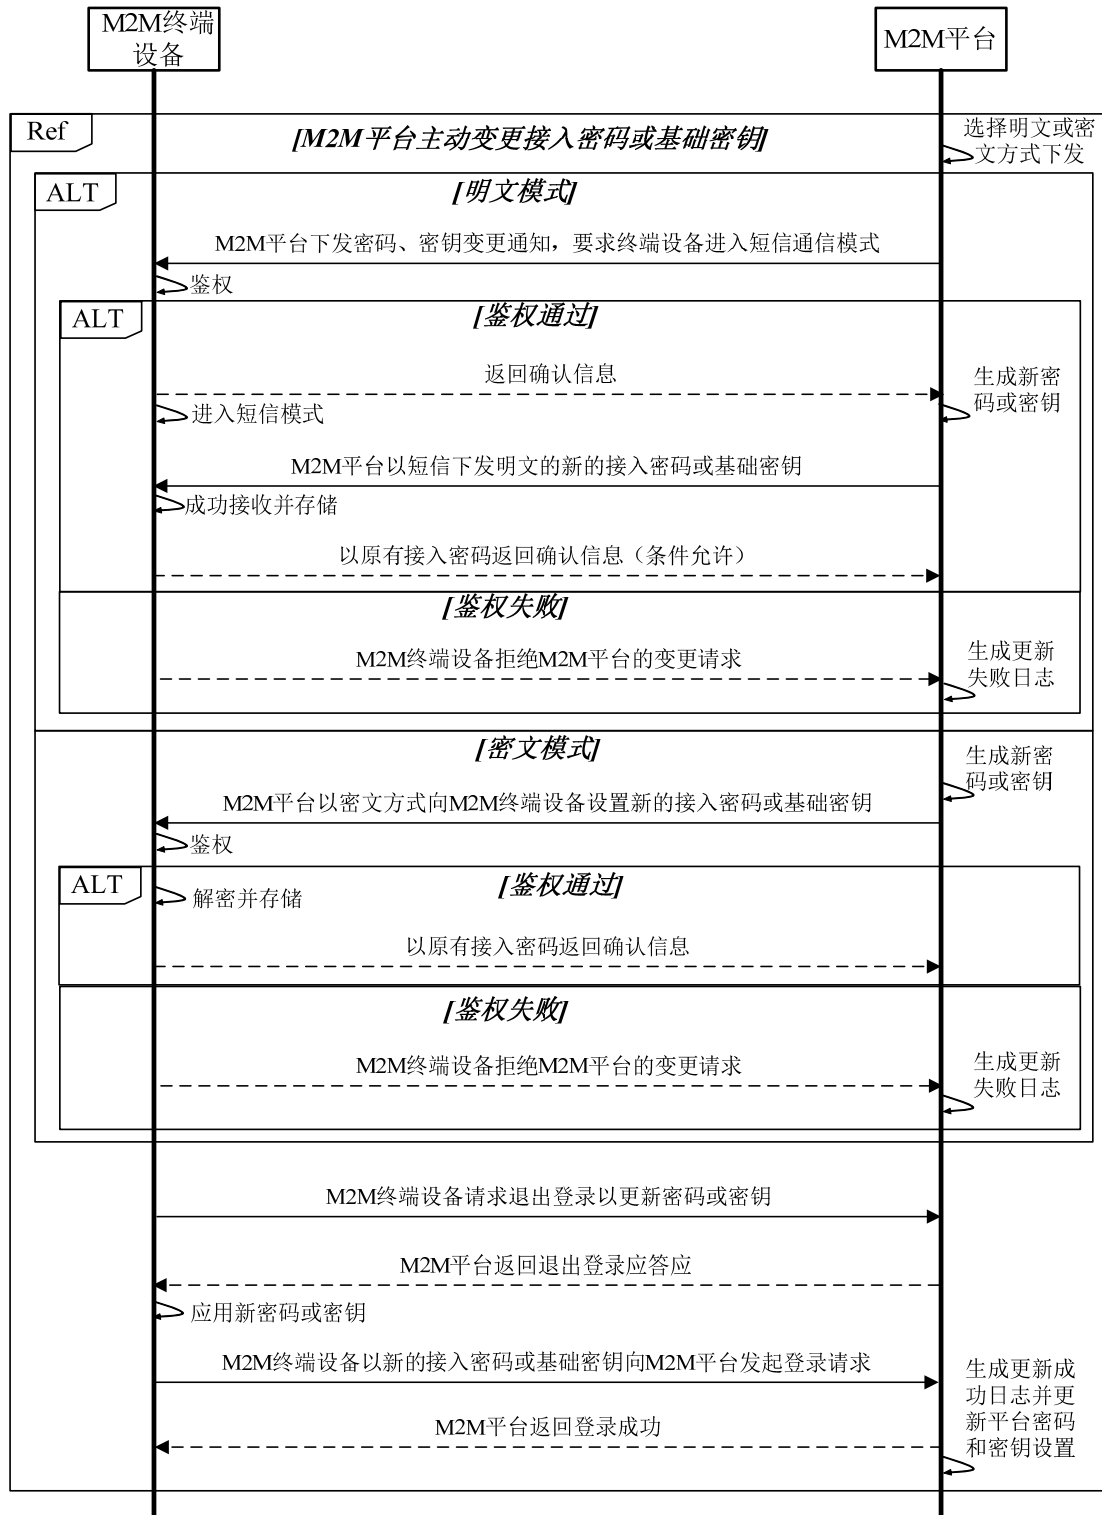 M2M终端
设备
M2M平台
Ref
[M2M平台主动变更接入密码或基础密钥]
选择明文或密
文方式下发
ALT
[明文模式]
M2M平台下发密码、密钥变更通知，要求终端设备进入短信通信模式
鉴权
ALT
[鉴权通过]
返回确认信息
生成新密
码或密钥
进入短信模式
M2M平台以短信下发明文的新的接入密码或基础密钥
成功接收并存储
以原有接入密码返回确认信息（条件允许）
[鉴权失败]
M2M终端设备拒绝M2M平台的变更请求
生成更新
失败日志
[密文模式]
生成新密
码或密钥
M2M平台以密文方式向M2M终端设备设置新的接入密码或基础密钥
鉴权
ALT
[鉴权通过]
解密并存储
以原有接入密码返回确认信息
[鉴权失败]
M2M终端设备拒绝M2M平台的变更请求
生成更新
失败日志
M2M终端设备请求退出登录以更新密码或密钥
M2M平台返回退出登录应答应
应用新密码或密钥
M2M终端设备以新的接入密码或基础密钥向M2M平台发起登录请求
生成更新成
功日志并更
新平台密码
和密钥设置
M2M平台返回登录成功